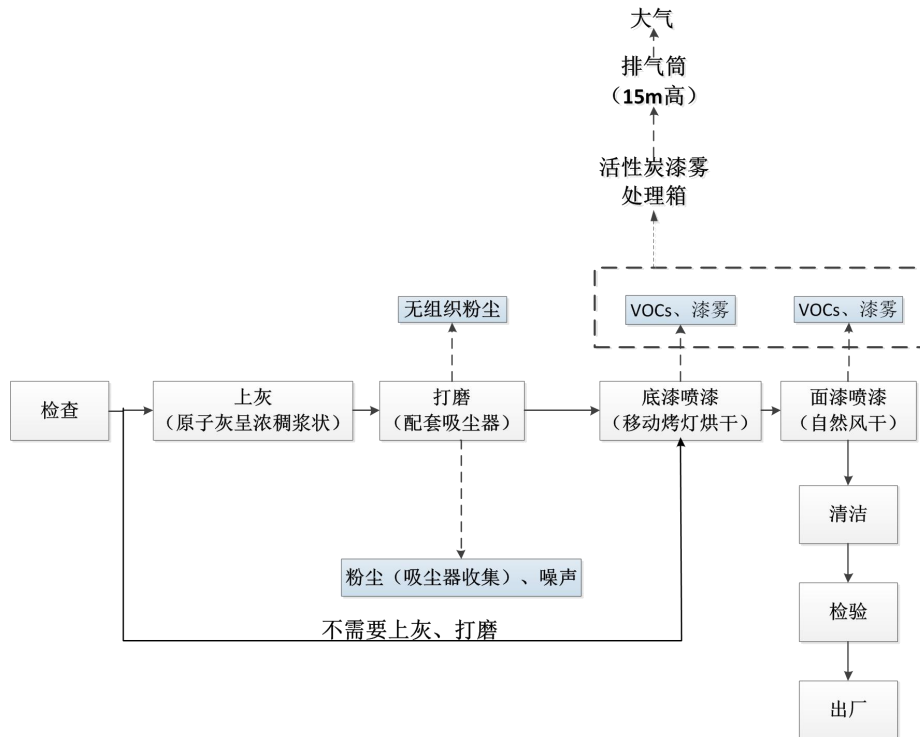 大气
排气筒
（15m高）
活性炭漆雾
处理箱
无组织粉尘
VOCs、漆雾
VOCs、漆雾
检查
上灰
（原子灰呈浓稠浆状）
打磨
（配套吸尘器）
底漆喷漆
（移动烤灯烘干）
面漆喷漆
（自然风干）
清洁
粉尘（吸尘器收集）、噪声
检验
不需要上灰、打磨
出厂